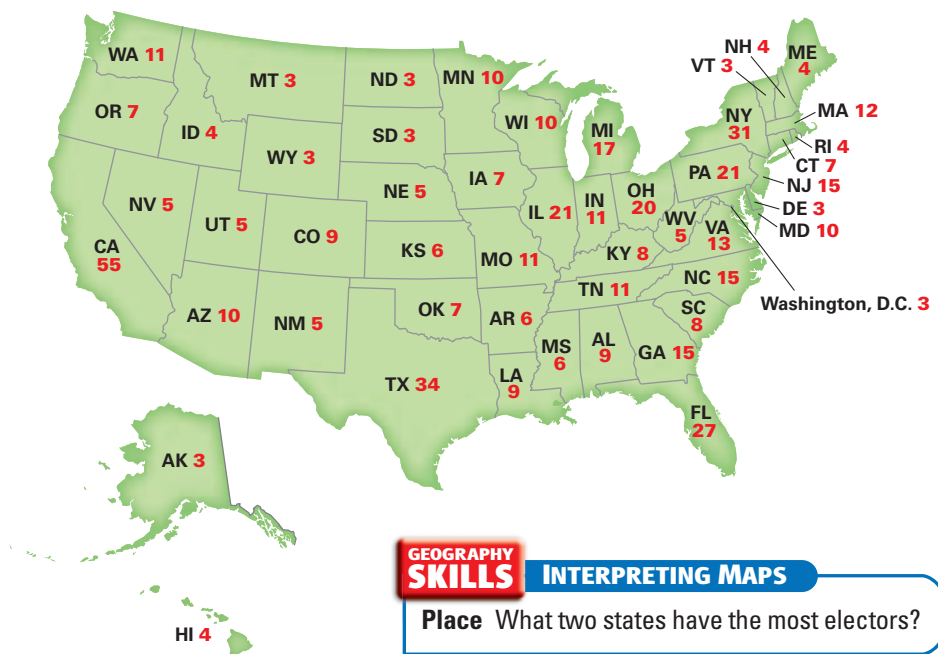 NH 4
ME
4
VT 3
WA 11
MT 3
ND 3
MN 10
OR 7
ID 4
SD 3
WI 10
MI
17
NY
31
MA 12
RI 4
CT 7
WY 3
IA 7
NE 5
PA 21
NJ 15
DE 3
MD 10
NV 5
UT 5
CO 9
IL 21
IN
11
OH
20
WV
5
VA
13
CA
55
KS 6
MO 11
KY 8
NC 15
Washington, D.C. 3
AZ 10
NM 5
OK 7
AR 6
TN 11
SC
8
MS
6
AL
9
GA 15
TX 34
LA
9
FL
27
AK 3
HI 4
GEOGRAPHY
SKILLS
INTERPRETING MAPS
Place What two states have the most electors?